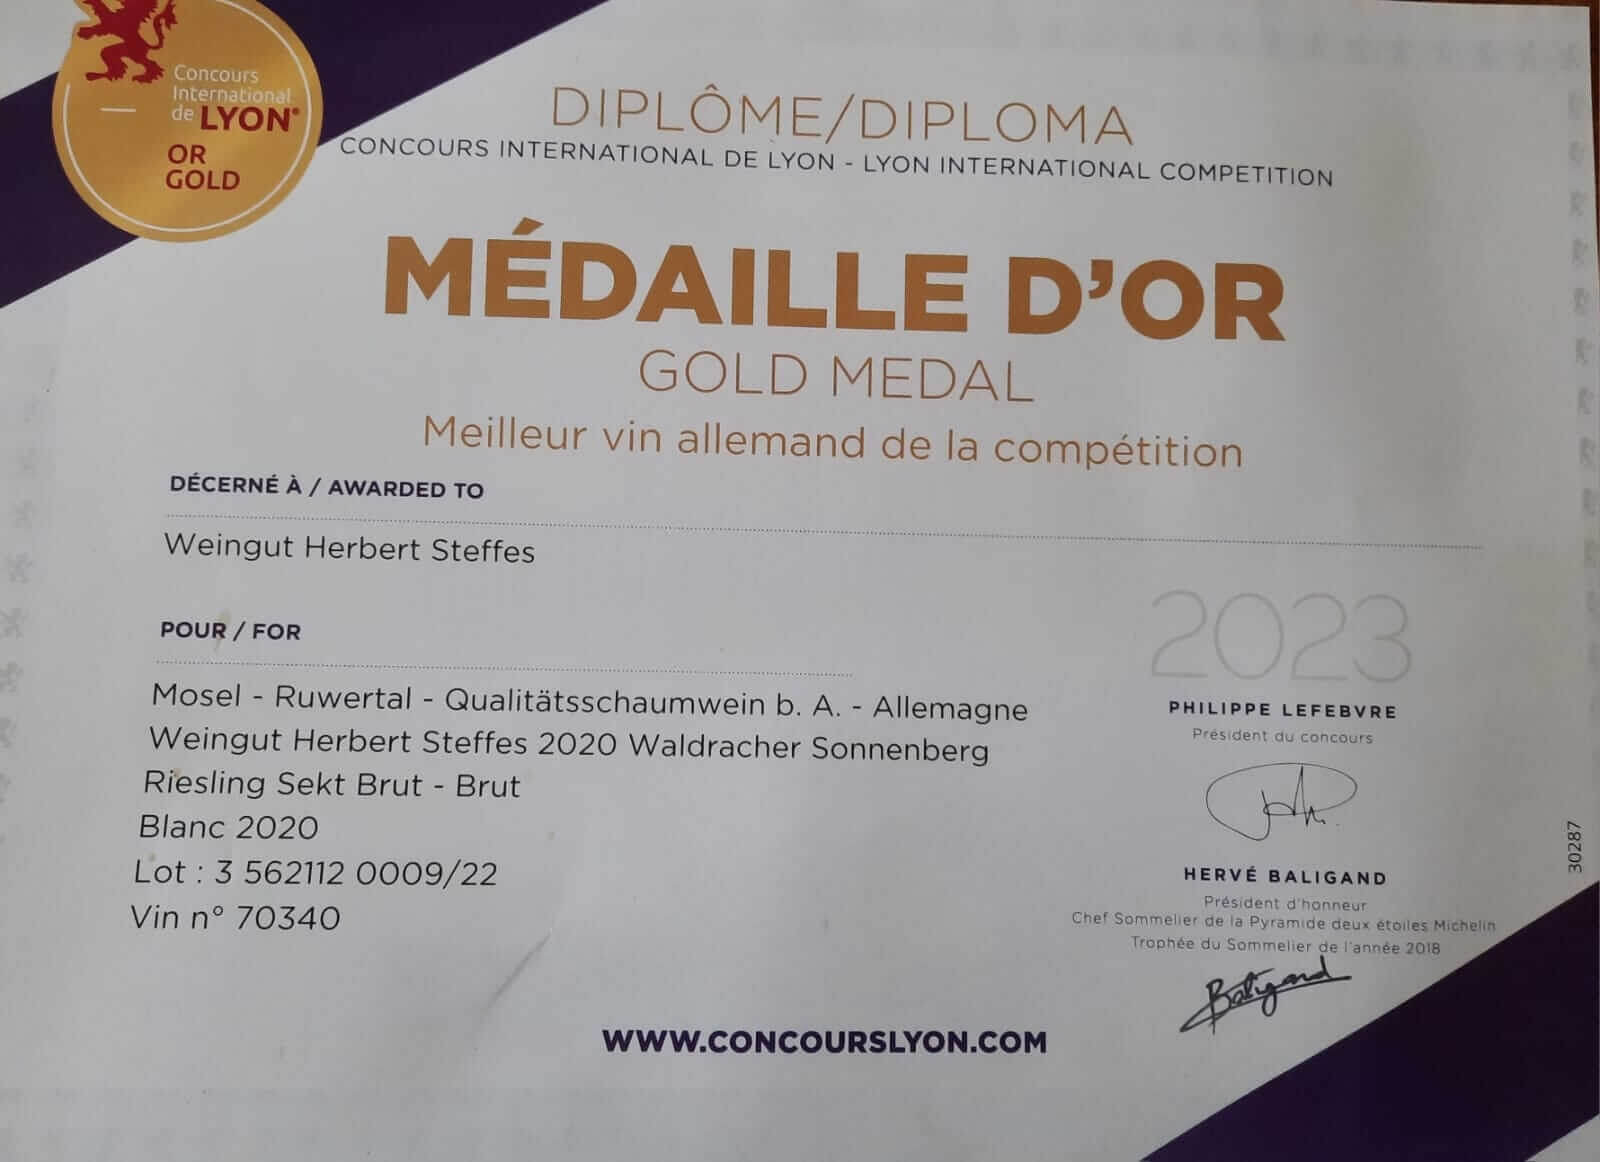 Concours
International
de LYON®
OR
GOLD
DIPLÔME/DIPLOMA
CONCOURS INTERNATIONAL DE LYON - LYON INTERNATIONAL COMPETITION
MÉDAILLE D'OR
GOLD MEDAL
Meilleur vin allemand de la compétition
DÉCERNÉ À / AWARDED TO
Weingut Herbert Steffes
POUR / FOR
Mosel - Ruwertal - Qualitätsschaumwein b. A. - Allemagne
Weingut Herbert Steffes 2020 Waldracher Sonnenberg
Riesling Sekt Brut - Brut
Blanc 2020
Lot : 3 562112 0009/22
Vin n° 70340
2023
PHILIPPE LEFEBVRE
Président du concours
HERVÉ BALIGAND
Président d'honneur
Chef Sommelier de la Pyramide deux étoiles Michelin
Trophée du Sommelier de l'année 2018
Baligand
30287
WWW.CONCOURSLYON.COM